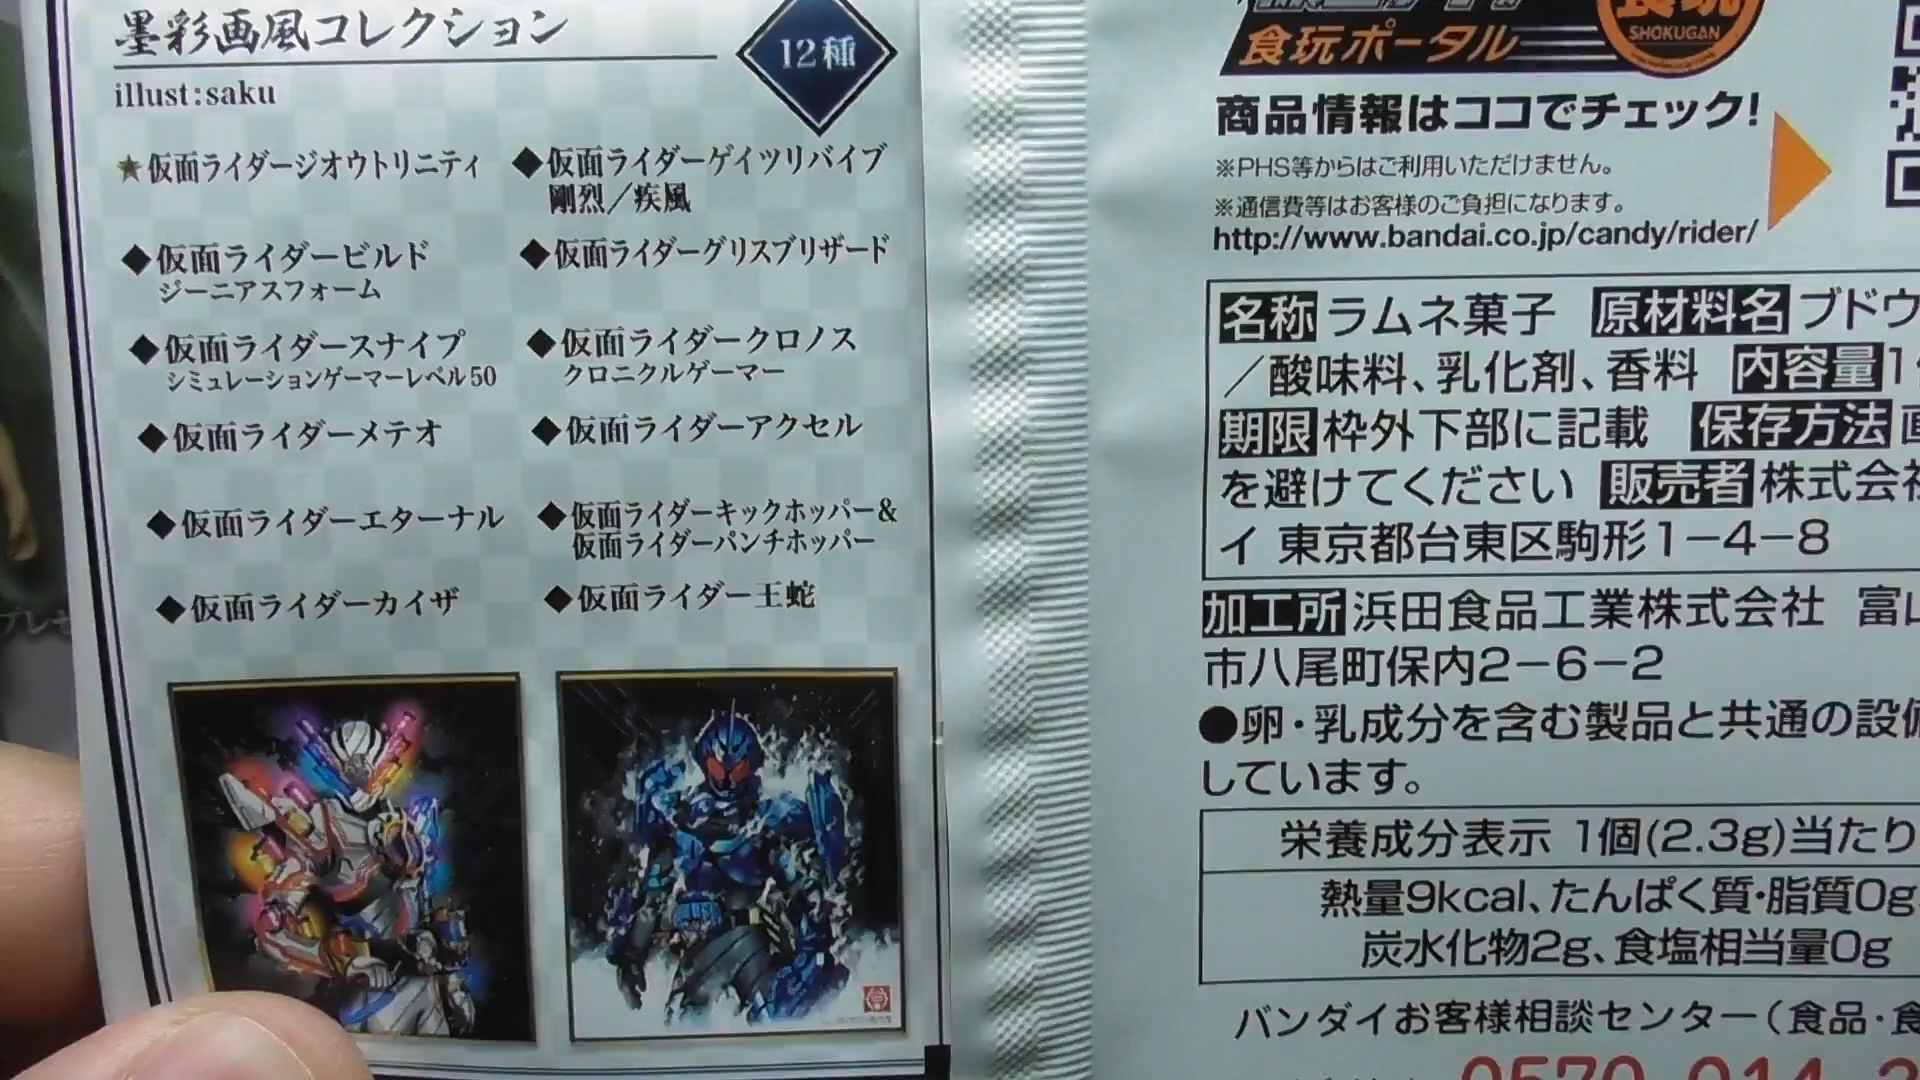 墨彩画風コレクション
12種
illust:saku
★仮面ライダージオウトリニティ
◆仮面ライダーゲイツリバイブ
剛烈／疾風
◆仮面ライダービルド
ジーニアスフォーム
◆仮面ライダーグリスブリザード
◆仮面ライダースナイプ
シミュレーションゲーマーレベル50
◆仮面ライダークロノス
クロニクルゲーマー
◆仮面ライダーメテオ
◆仮面ライダーアクセル
◆仮面ライダーエターナル
◆仮面ライダーキックホッパー&
仮面ライダーパンチホッパー
◆仮面ライダーカイザ
◆仮面ライダー王蛇
食玩ポータル
食玩
SHOKUGAN
商品情報はココでチェック!
※PHS等からはご利用いただけません。
※通信費等はお客様のご負担になります。
http://www.bandai.co.jp/candy/rider/
名称 ラムネ菓子 原材料名 ブドウ
／酸味料、乳化剤、香料 内容量 1
期限 枠外下部に記載 保存方法
を避けてください 販売者 株式会社
イ 東京都台東区駒形1－4－8
加工所 浜田食品工業株式会社 富山
市八尾町保内2－6－2
●卵・乳成分を含む製品と共通の設備
しています。
栄養成分表示 1個(2.3g)当たり
熱量9kcal、たんぱく質・脂質0g
炭水化物2g、食塩相当量0g
バンダイお客様相談センター（食品・食
プレゼ